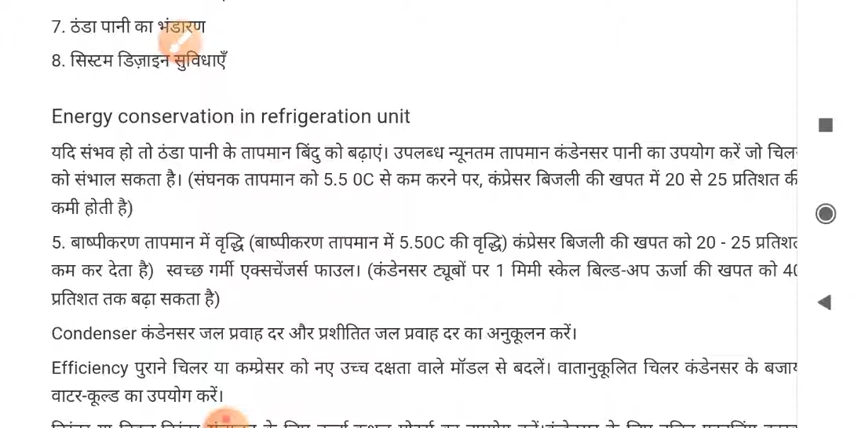 7. ठंडा पानी का भंडारण
8. सिस्टम डिज़ाइन सुविधाएँ
Energy conservation in refrigeration unit
यदि संभव हो तो ठंडा पानी के तापमान बिंदु को बढ़ाएं। उपलब्ध न्यूनतम तापमान कंडेनसर पानी का उपयोग करें जो चिल
को संभाल सकता है। (संघनक तापमान को 5.5 0C से कम करने पर, कंप्रेसर बिजली की खपत में 20 से 25 प्रतिशत की
कमी होती है)
5. बाष्पीकरण तापमान में वृद्धि (बाष्पीकरण तापमान में 5.50C की वृद्धि) कंप्रेसर बिजली की खपत को 20 - 25 प्रतिशत
कम कर देता है) स्वच्छ गर्मी एक्सचेंजर्स फाउल। (कंडेनसर ट्यूबों पर 1 मिमी स्केल बिल्ड-अप ऊर्जा की खपत को 40
प्रतिशत तक बढ़ा सकता है)
Condenser कंडेनसर जल प्रवाह दर और प्रशीतित जल प्रवाह दर का अनुकूलन करें।
Efficiency पुराने चिलर या कम्प्रेसर को नए उच्च दक्षता वाले मॉडल से बदलें। वातानुकूलित चिलर कंडेनसर के बजाय
वाटर-कूल्ड का उपयोग करें।